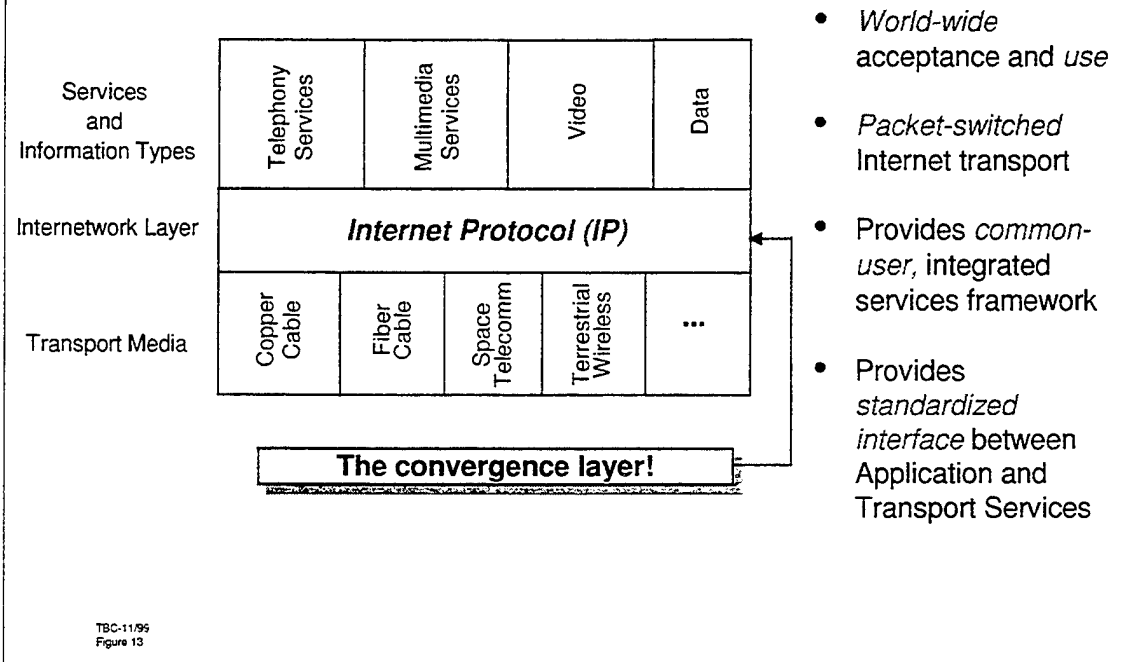 Services
and
Information Types
Telephony
Services
Multimedia
Services
Video
Data
Internetwork Layer
Internet Protocol (IP)
Transport Media
Copper
Cable
Fiber
Cable
Space
Telecomm
Terrestrial
Wireless
...
The convergence layer!
• World-wide
acceptance and use
• Packet-switched
Internet transport
• Provides common-
user, integrated
services framework
• Provides
standardized
interface between
Application and
Transport Services
TBC-11/99
Figure 13